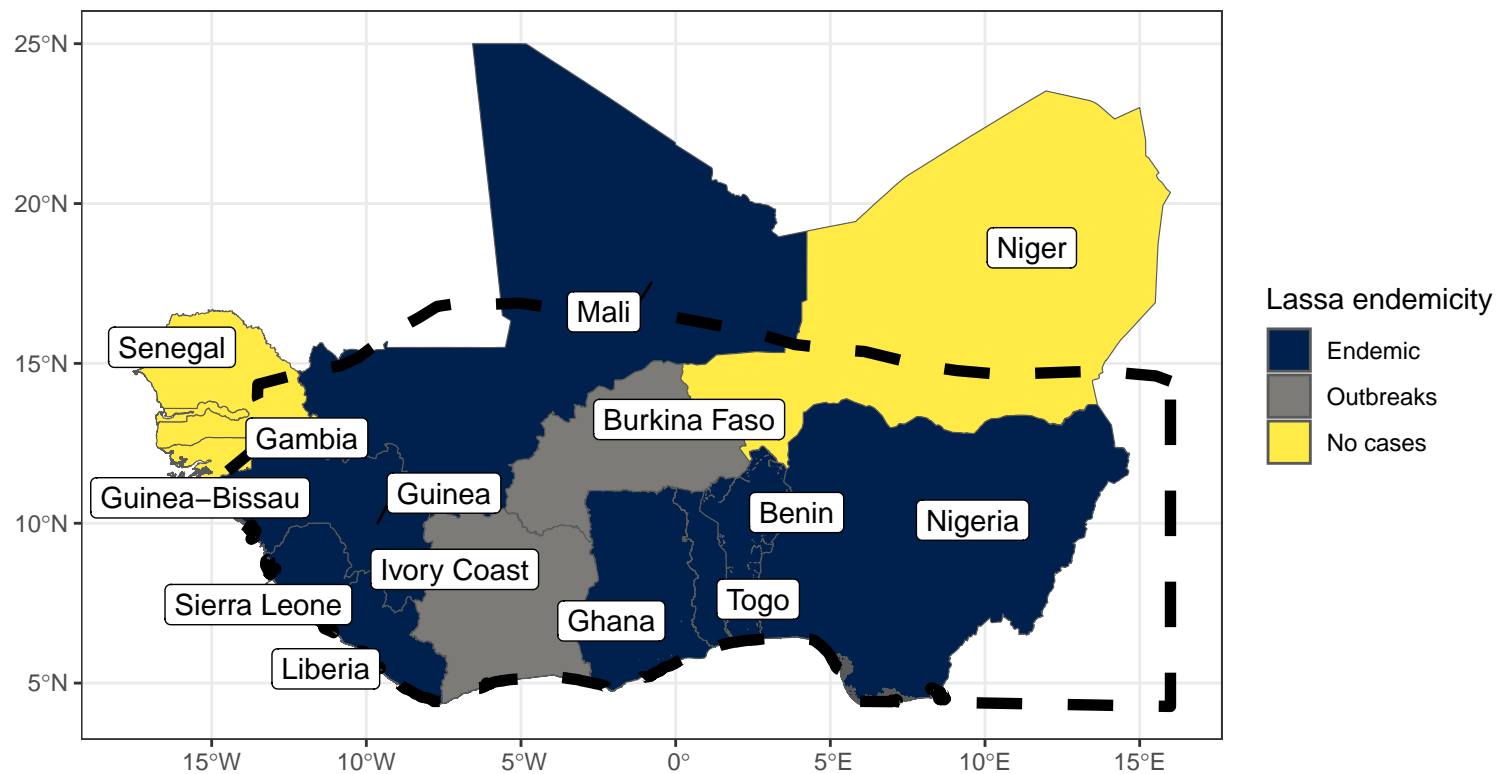 25°N
20°N
15°N
10°N
5°N
Niger
Mali
Senegal
Burkina Faso
Gambia
Guinea−Bissau
Guinea
Benin
Nigeria
Ivory Coast
Sierra Leone
Togo
Ghana
Liberia
15°W
10°W
5°W
0°
5°E
10°E
15°E
Lassa endemicity
Endemic
Outbreaks
No cases